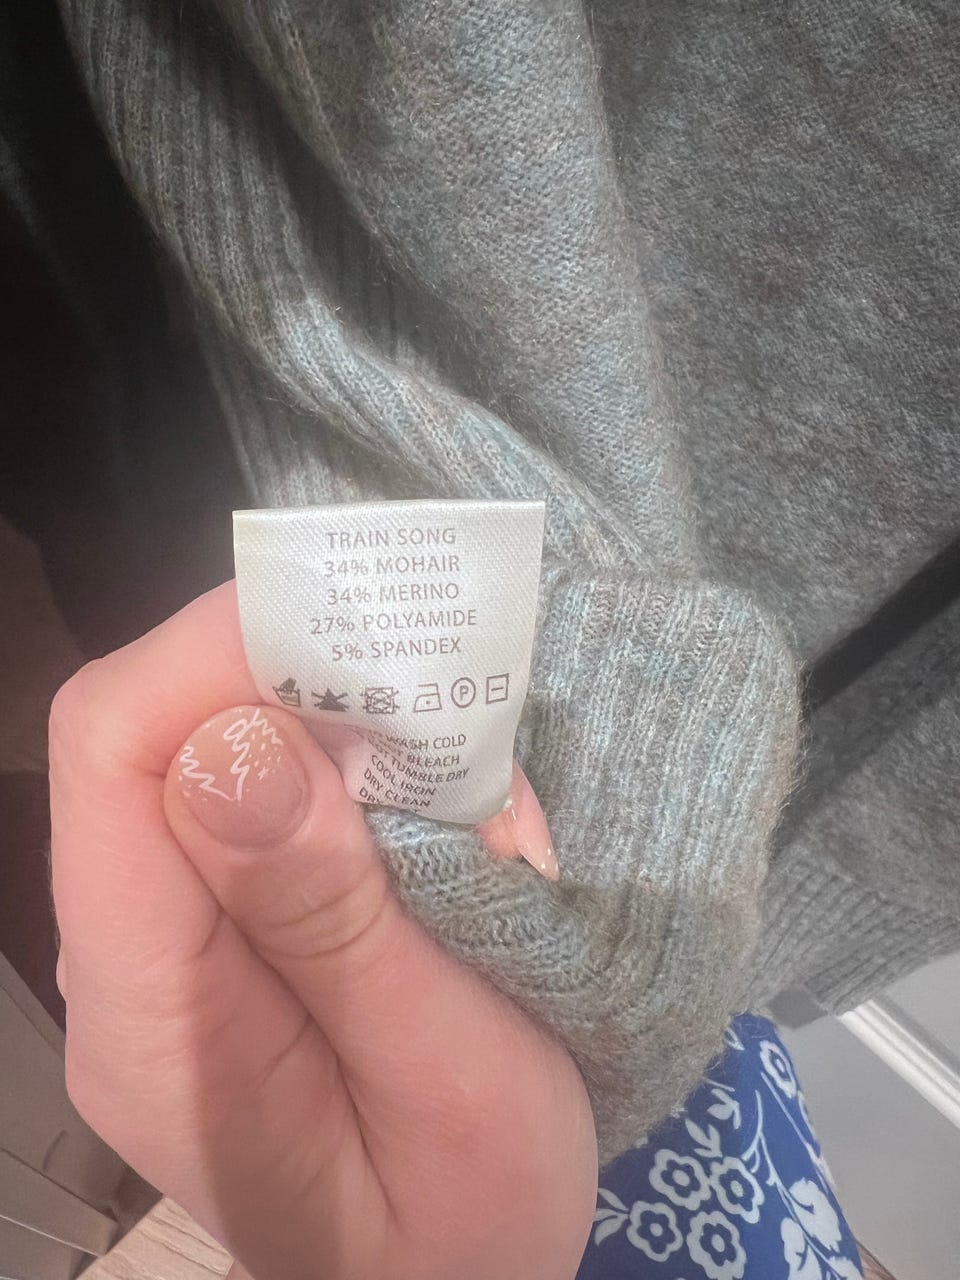 TRAIN SONG
34% MOHAIR
34% MERINO
27% POLYAMIDE
5% SPANDEX
P
WASH COLD
BLEACH
TUMBLE DRY
COOL IRON
DRY CLEAN